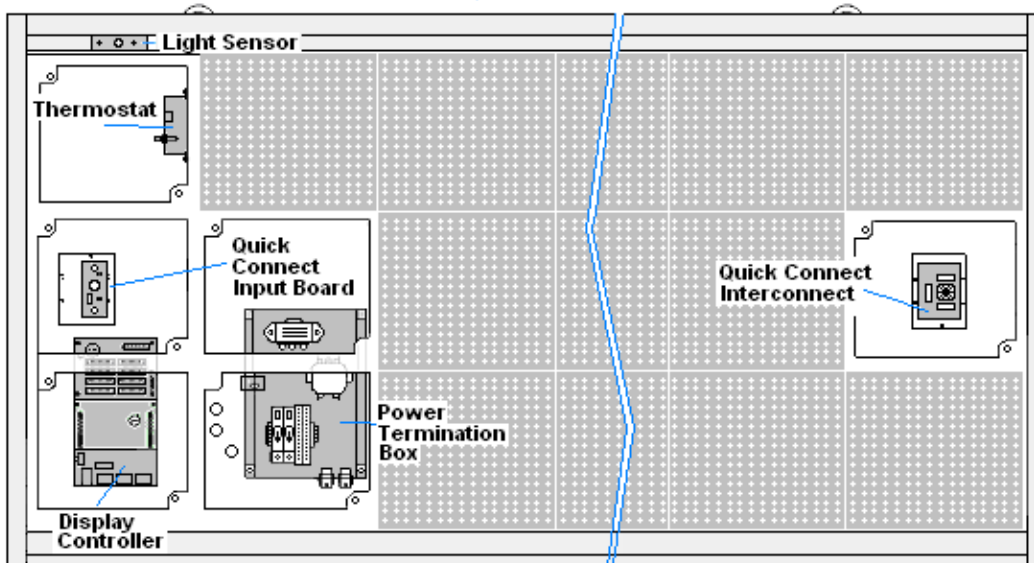 Light Sensor
Thermostat
Quick
Connect
Input Board
Quick Connect
Interconnect
Power
Termination
Box
Display
Controller